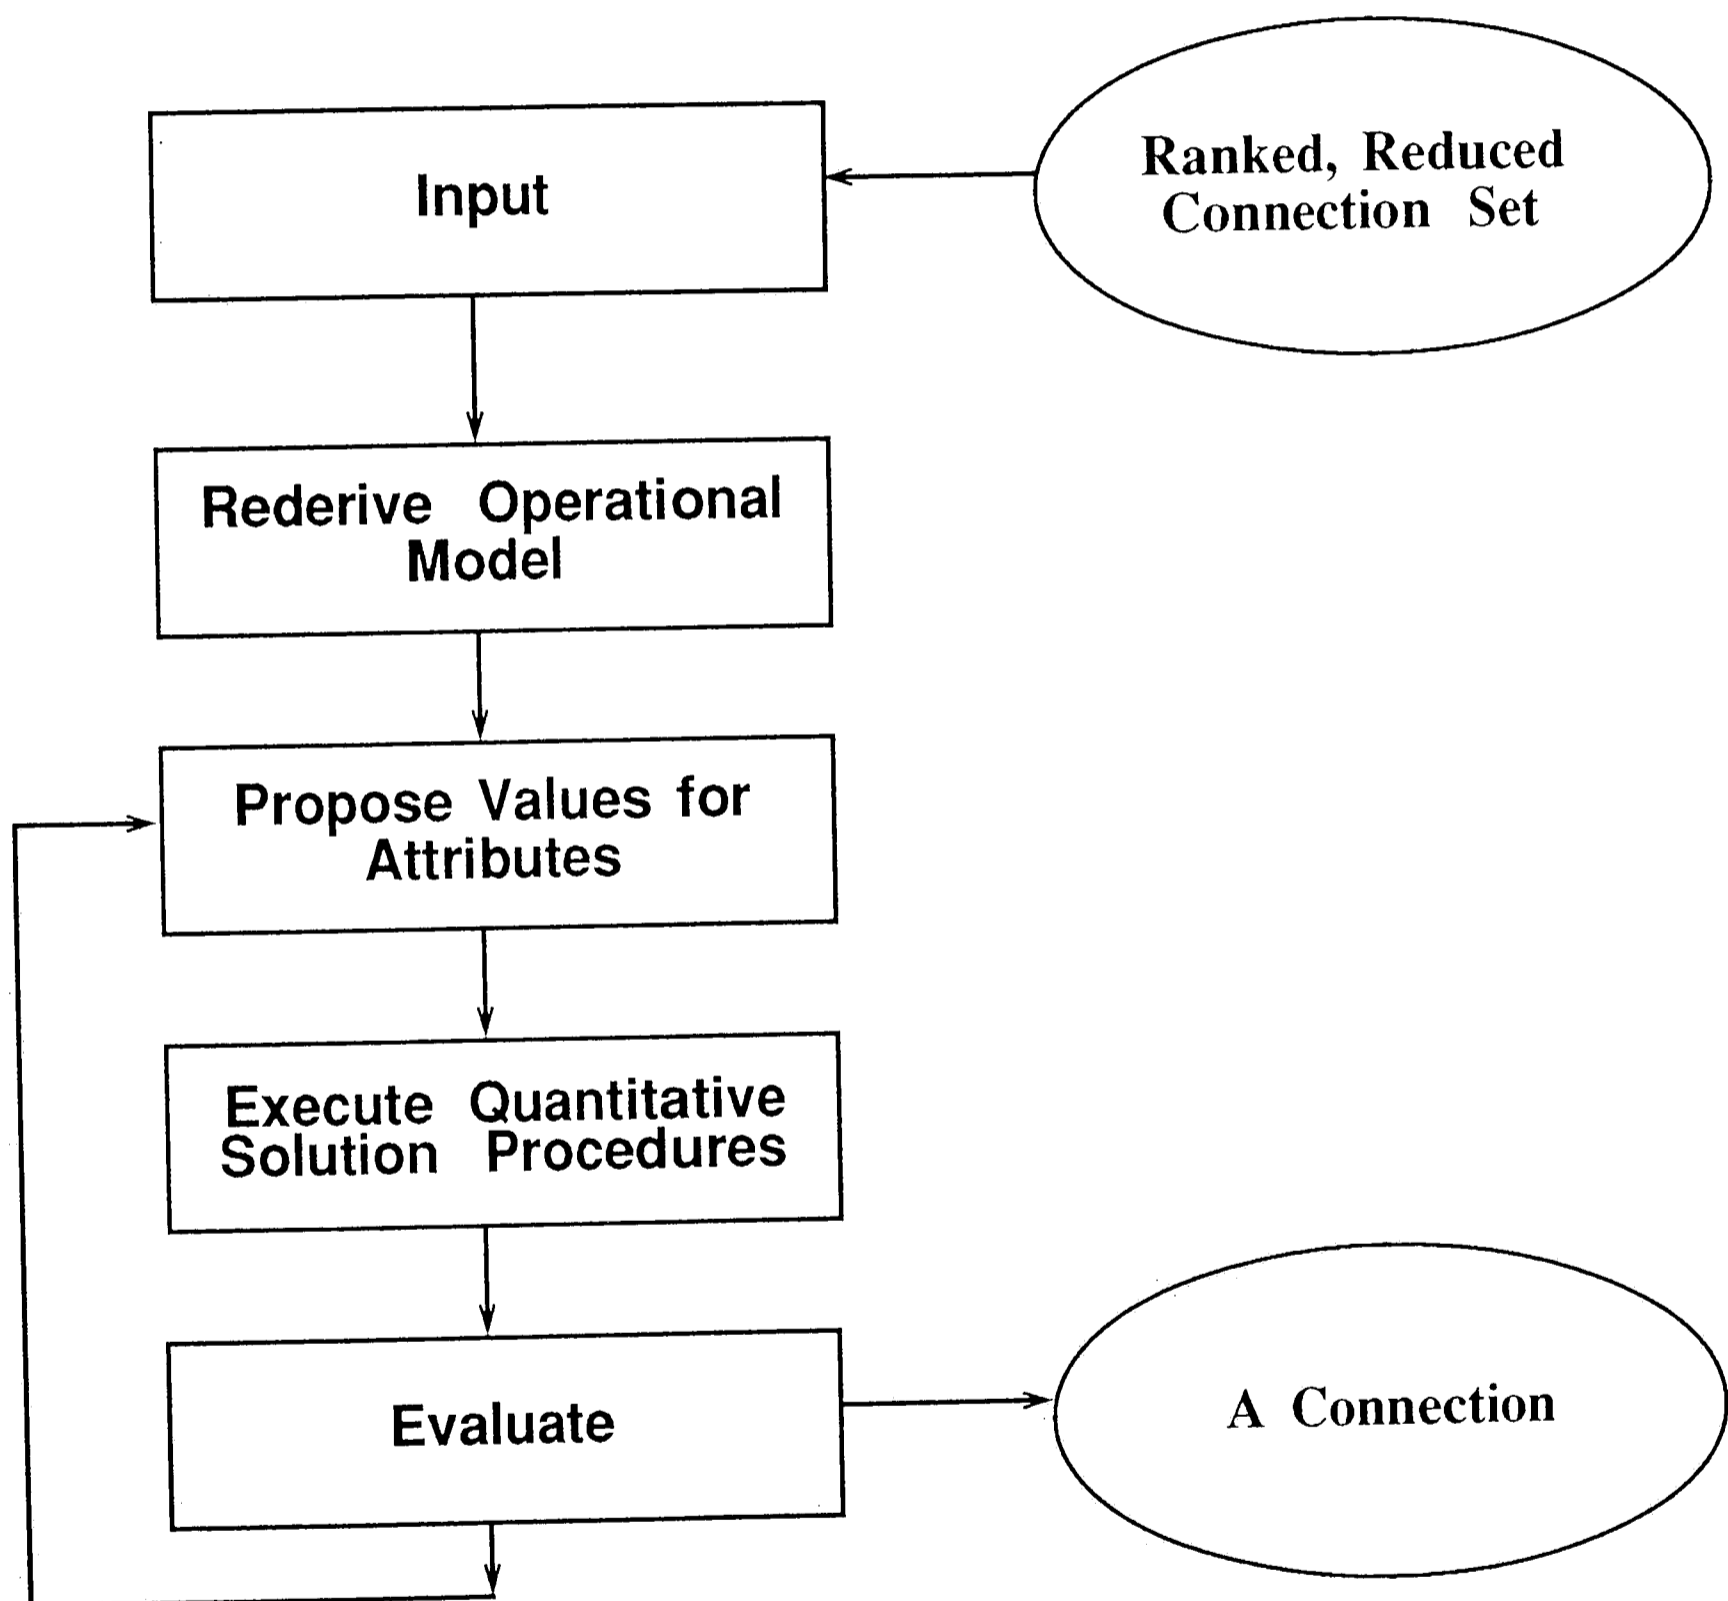 Input
Ranked, Reduced
Connection Set
Rederive Operational
Model
Propose Values for
Attributes
Execute Quantitative
Solution Procedures
Evaluate
A Connection